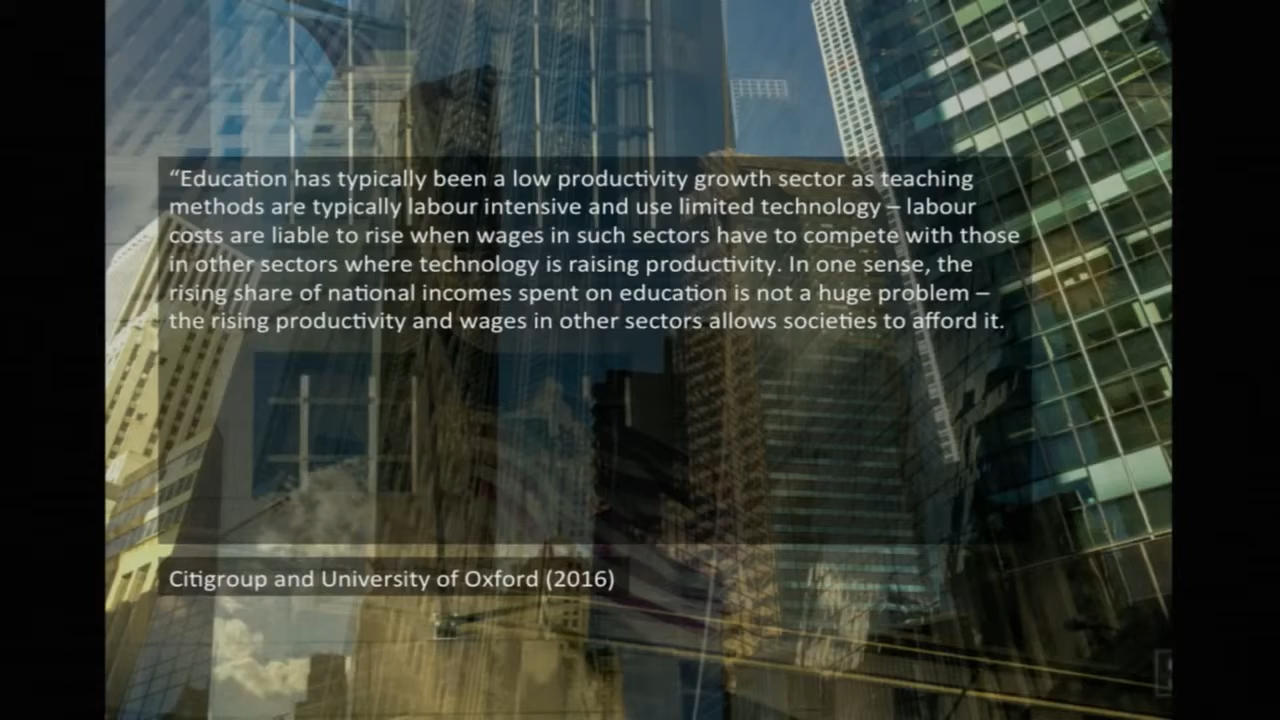 “Education has typically been a low productivity growth sector as teaching
methods are typically labour intensive and use limited technology – labour
costs are liable to rise when wages in such sectors have to compete with those
in other sectors where technology is raising productivity. In one sense, the
rising share of national incomes spent on education is not a huge problem –
the rising productivity and wages in other sectors allows societies to afford it.
Citigroup and University of Oxford (2016)